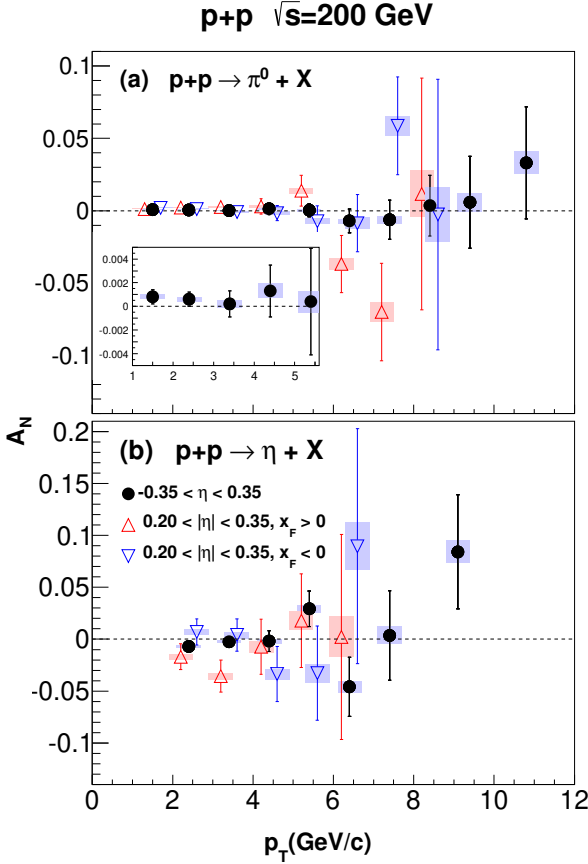 p+p √s=200 GeV
(a) p+p → π⁰ + X
0.1
0.05
0
-0.05
-0.1
0.004
0.002
0
-0.002
-0.004
1 2 3 4 5
A_N
(b) p+p → η + X
-0.35 < η < 0.35
0.20 < |η| < 0.35, x_F > 0
0.20 < |η| < 0.35, x_F < 0
0.2
0.15
0.1
0.05
0
-0.05
-0.1
0 2 4 6 8 10 12
p_T(GeV/c)